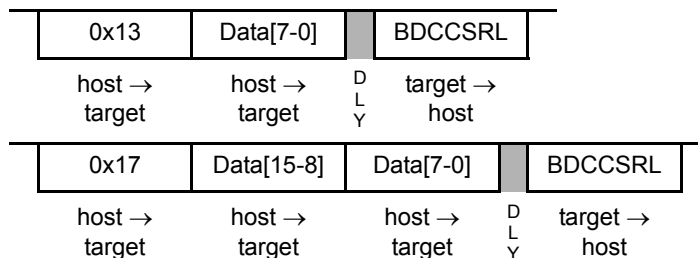 0x13 Data[7-0] BDCCSRL
host → target host → target D L Y target → host
0x17 Data[15-8] Data[7-0] BDCCSRL
host → target host → target host → target D L Y target → host